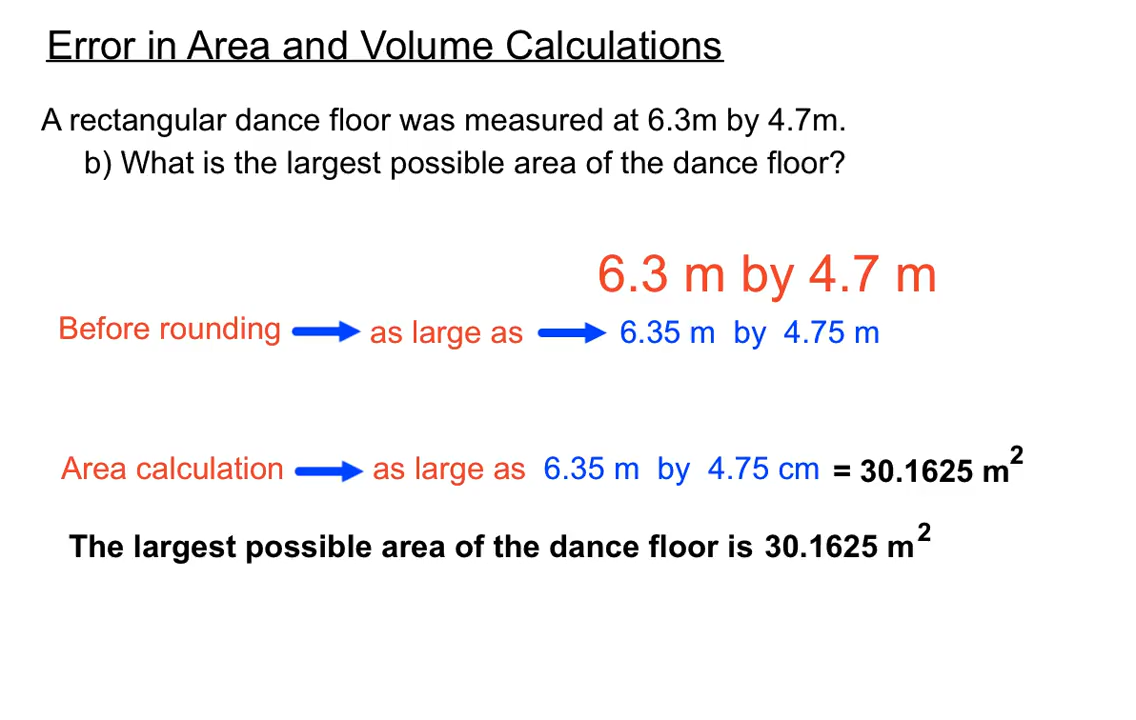 Error in Area and Volume Calculations
A rectangular dance floor was measured at 6.3m by 4.7m.
b) What is the largest possible area of the dance floor?
6.3 m by 4.7 m
Before rounding as large as 6.35 m by 4.75 m
Area calculation as large as 6.35 m by 4.75 cm = 30.1625 m²
The largest possible area of the dance floor is 30.1625 m²